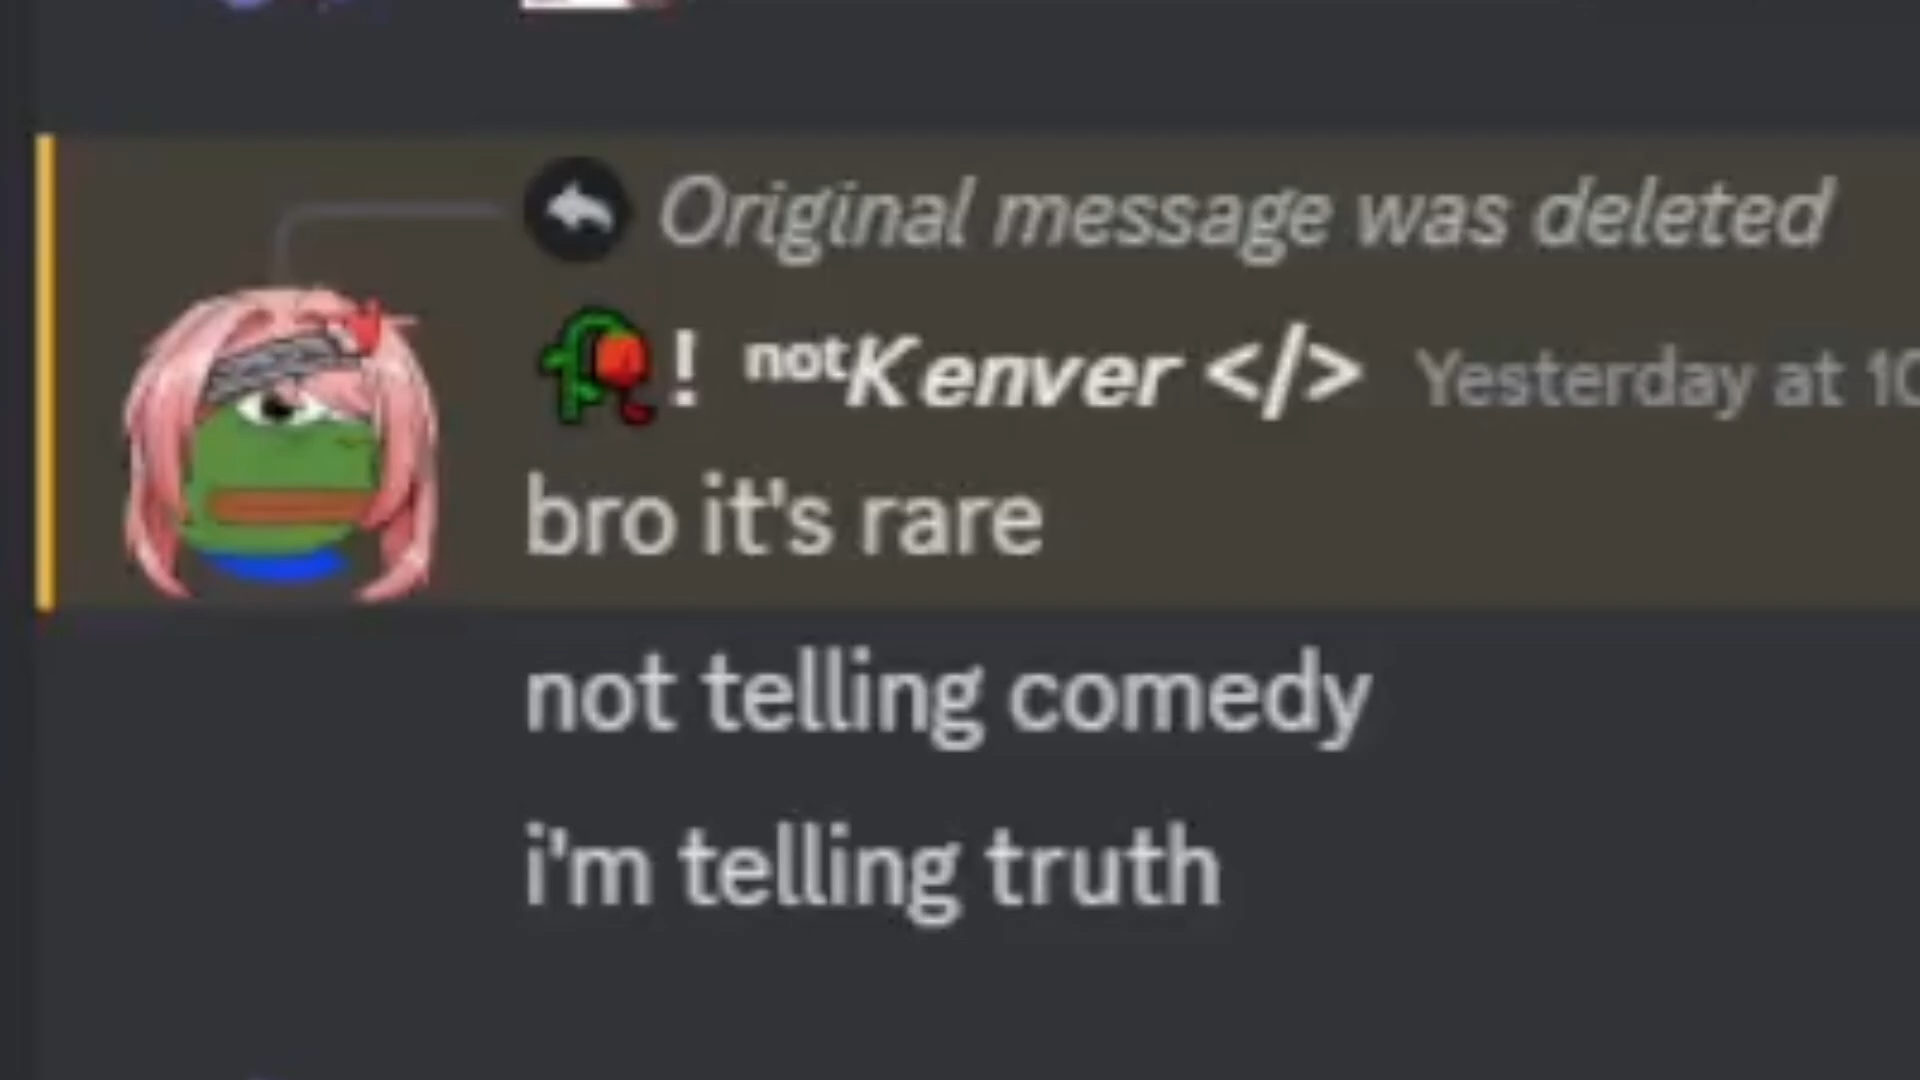 Original message was deleted
! ⁿᵒᵗKenver </> Yesterday at 10
bro it's rare
not telling comedy
i'm telling truth